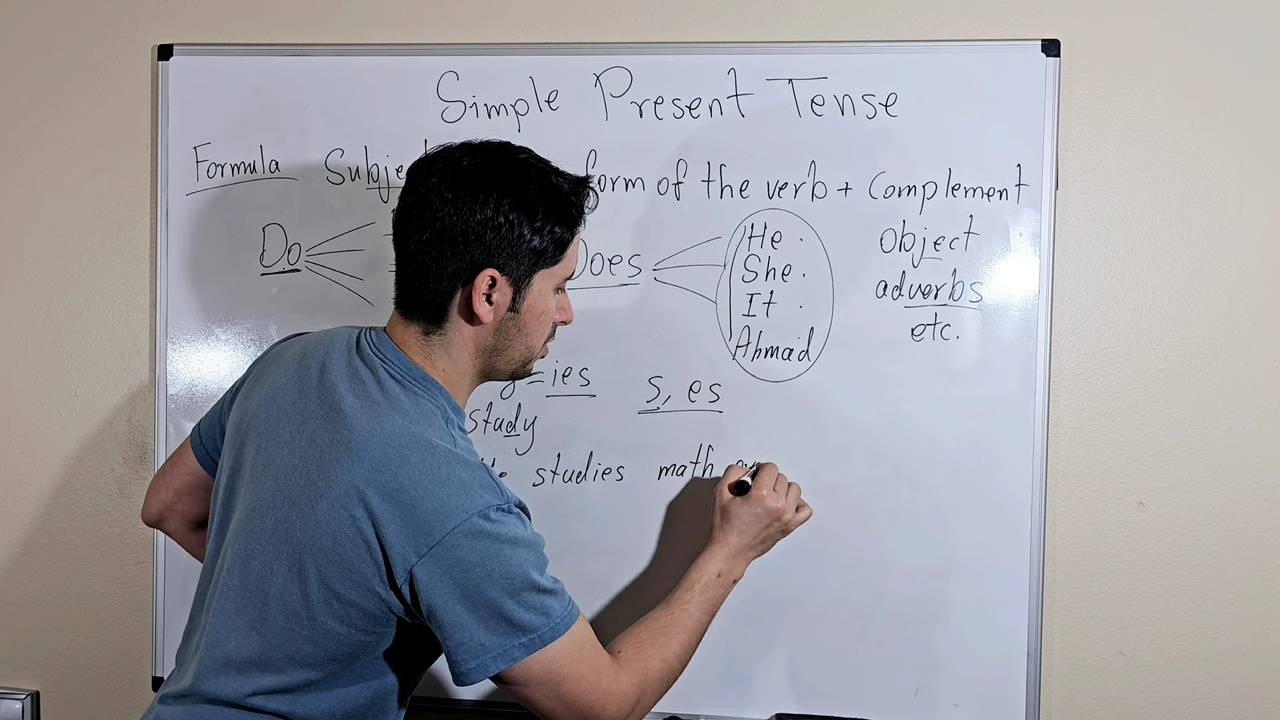 Simple Present Tense
Formula Subje form of the verb + Complement
Do Does He . object
She . adverbs
It . etc.
Ahmad
y=ies s, es
study
studies math